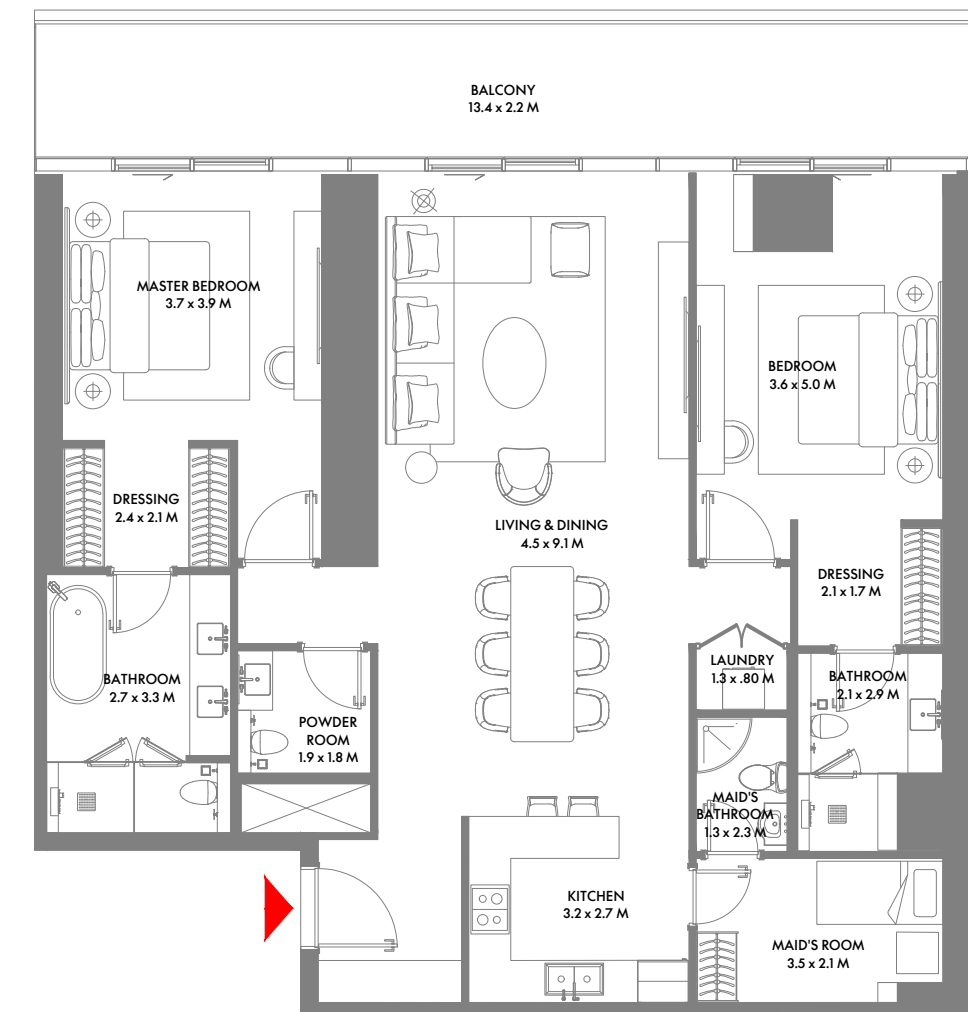 BALCONY
13.4 x 2.2 M
MASTER BEDROOM
3.7 x 3.9 M
BEDROOM
3.6 x 5.0 M
DRESSING
2.4 x 2.1 M
LIVING & DINING
4.5 x 9.1 M
DRESSING
2.1 x 1.7 M
LAUNDRY
1.3 x .80 M
BATHROOM
2.7 x 3.3 M
BATHROOM
2.1 x 2.9 M
POWDER
ROOM
1.9 x 1.8 M
MAID'S
BATHROOM
1.3 x 2.3 M
KITCHEN
3.2 x 2.7 M
MAID'S ROOM
3.5 x 2.1 M